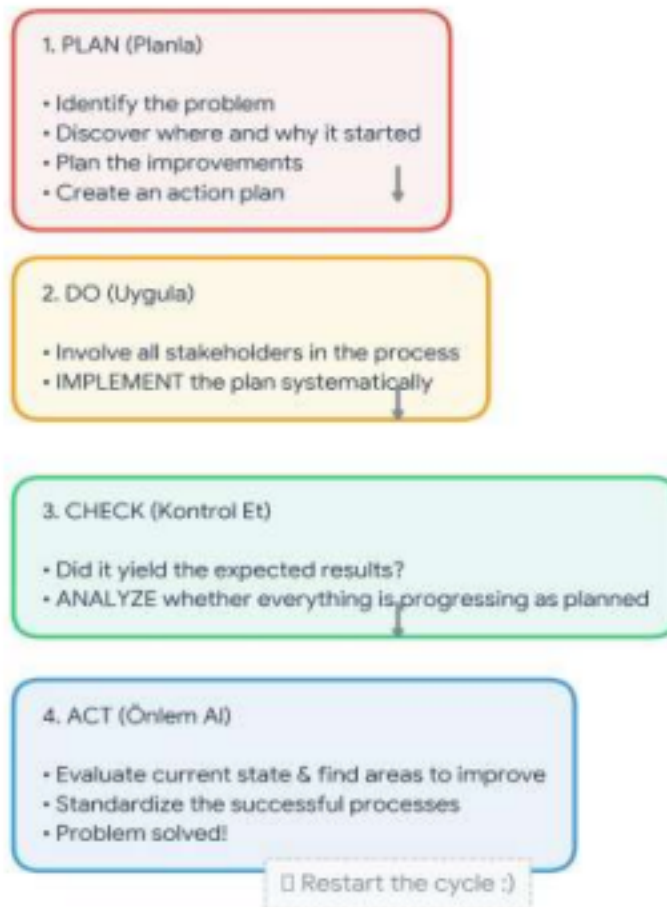 1. PLAN (Planla)
• Identify the problem
• Discover where and why it started
• Plan the improvements
• Create an action plan
2. DO (Uygula)
• Involve all stakeholders in the process
• IMPLEMENT the plan systematically
3. CHECK (Kontrol Et)
• Did it yield the expected results?
• ANALYZE whether everything is progressing as planned
4. ACT (Önlem Al)
• Evaluate current state & find areas to improve
• Standardize the successful processes
• Problem solved!
Restart the cycle :)